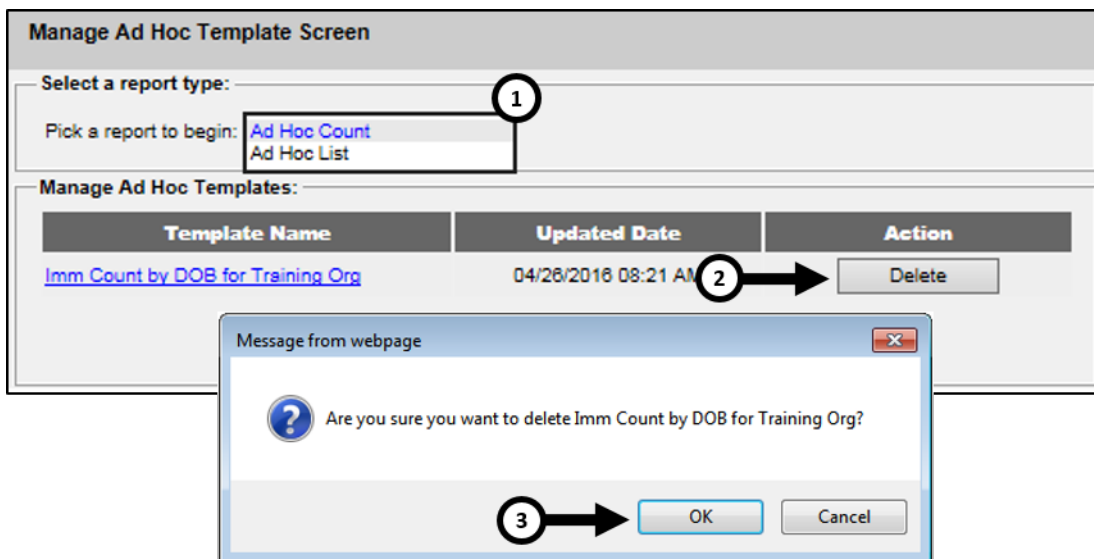 Manage Ad Hoc Template Screen
Select a report type:
1
Pick a report to begin: Ad Hoc Count
Ad Hoc List
Manage Ad Hoc Templates:
Template Name Updated Date Action
Imm Count by DOB for Training Org 04/26/2016 08:21 AM 2 Delete
Message from webpage
Are you sure you want to delete Imm Count by DOB for Training Org?
3 OK Cancel